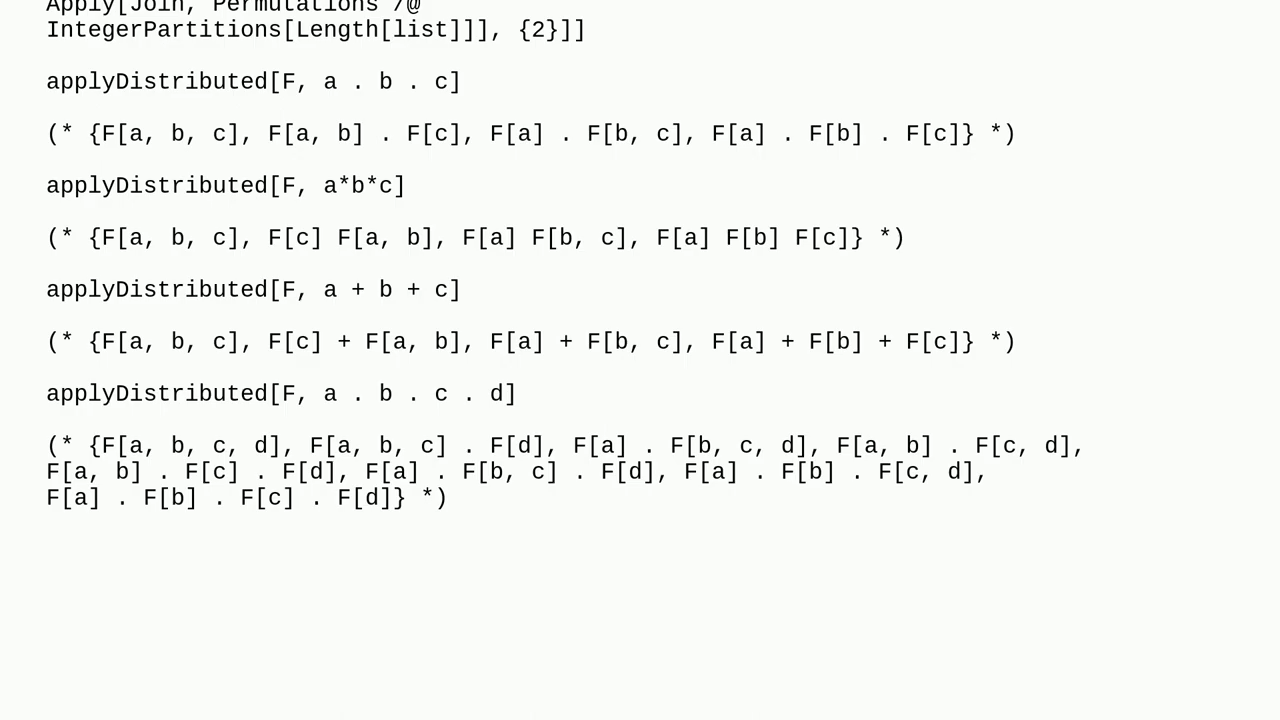 Apply[Join, Permutations /@
IntegerPartitions[Length[list]]], {2}]]
applyDistributed[F, a . b . c]
(* {F[a, b, c], F[a, b] . F[c], F[a] . F[b, c], F[a] . F[b] . F[c]} *)
applyDistributed[F, a*b*c]
(* {F[a, b, c], F[c] F[a, b], F[a] F[b, c], F[a] F[b] F[c]} *)
applyDistributed[F, a + b + c]
(* {F[a, b, c], F[c] + F[a, b], F[a] + F[b, c], F[a] + F[b] + F[c]} *)
applyDistributed[F, a . b . c . d]
(* {F[a, b, c, d], F[a, b, c] . F[d], F[a] . F[b, c, d], F[a, b] . F[c, d],
F[a, b] . F[c] . F[d], F[a] . F[b, c] . F[d], F[a] . F[b] . F[c, d],
F[a] . F[b] . F[c] . F[d]} *)